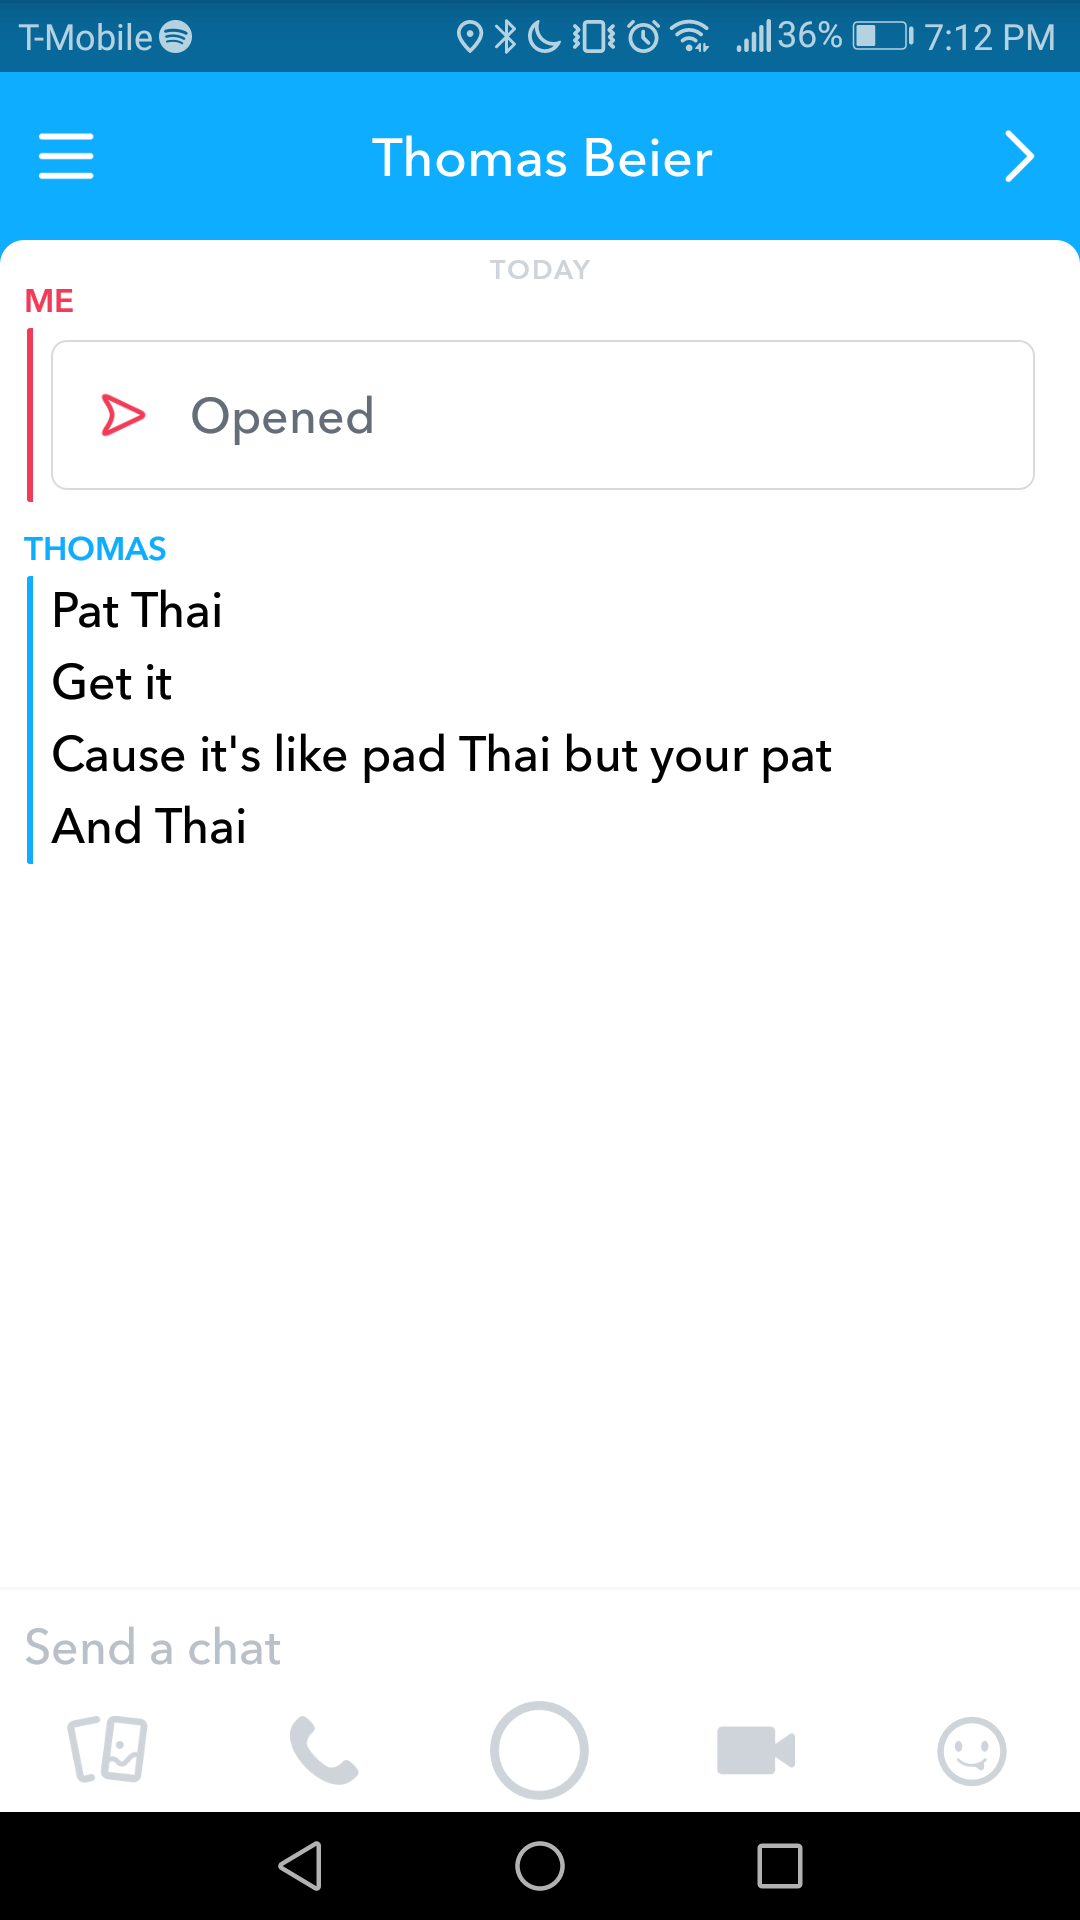 T-Mobile 36% 7:12 PM
Thomas Beier
TODAY
ME
Opened
THOMAS
Pat Thai
Get it
Cause it's like pad Thai but your pat
And Thai
Send a chat